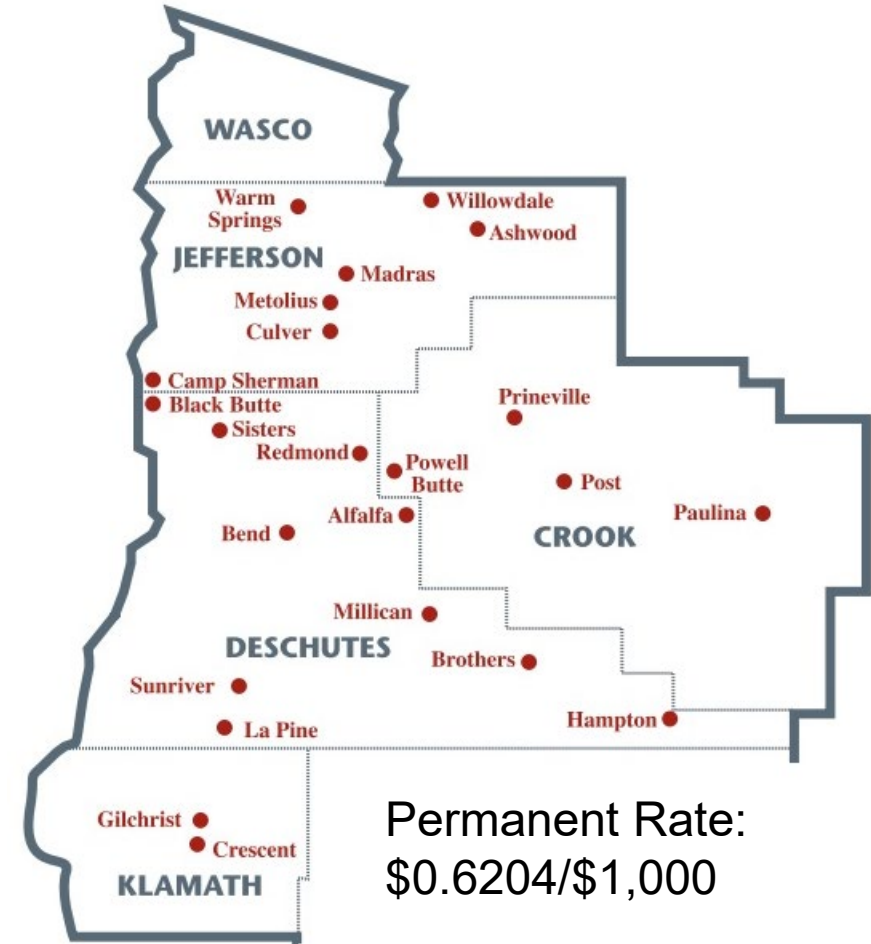 WASCO
Warm
Springs
Willowdale
Ashwood
JEFFERSON
Madras
Metolius
Culver
Camp Sherman
Black Butte
Sisters
Redmond
Prineville
Powell
Butte
Post
Alfalfa
Paulina
Bend
CROOK
Millican
DESCHUTES
Brothers
Sunriver
La Pine
Hampton
Gilchrist
Crescent
KLAMATH
Permanent Rate:
$0.6204/$1,000